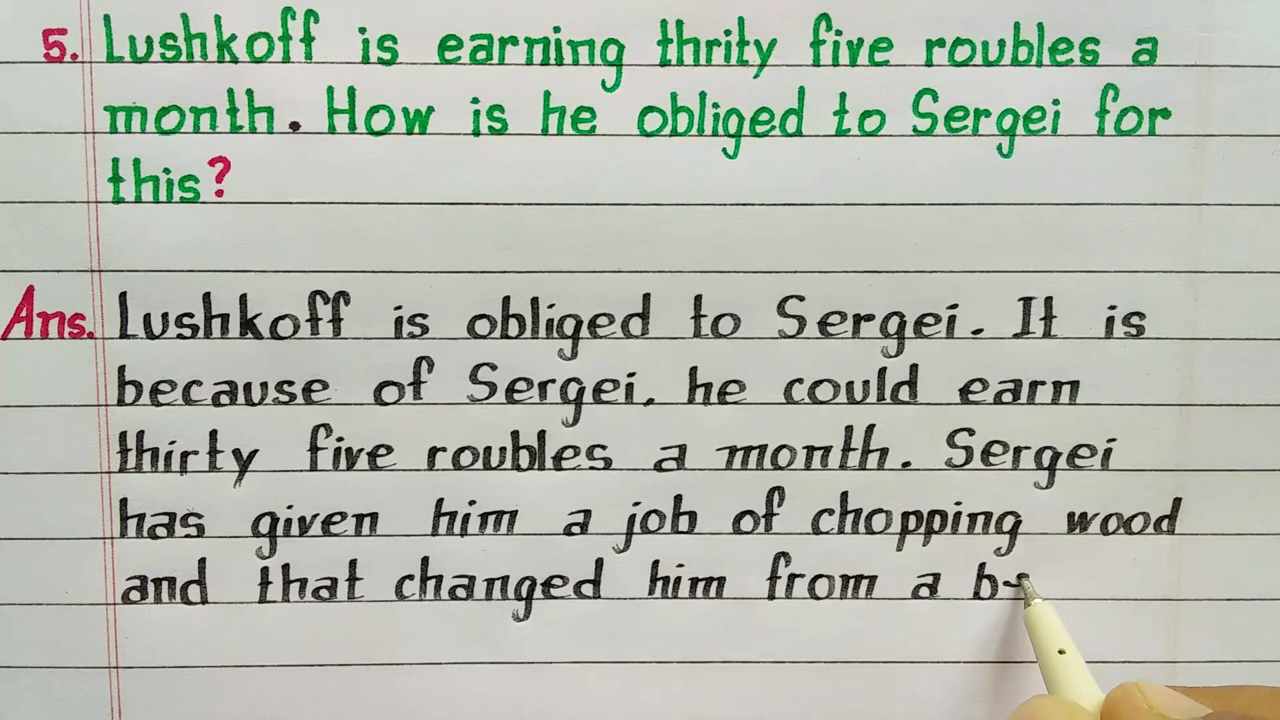 5. Lushkoff is earning thrity five roubles a
month. How is he obliged to Sergei for
this?
Ans. Lushkoff is obliged to Sergei. It is
because of Sergei. he could earn
thirty five roubles a month. Sergei
has given him a job of chopping wood
and that changed him from a